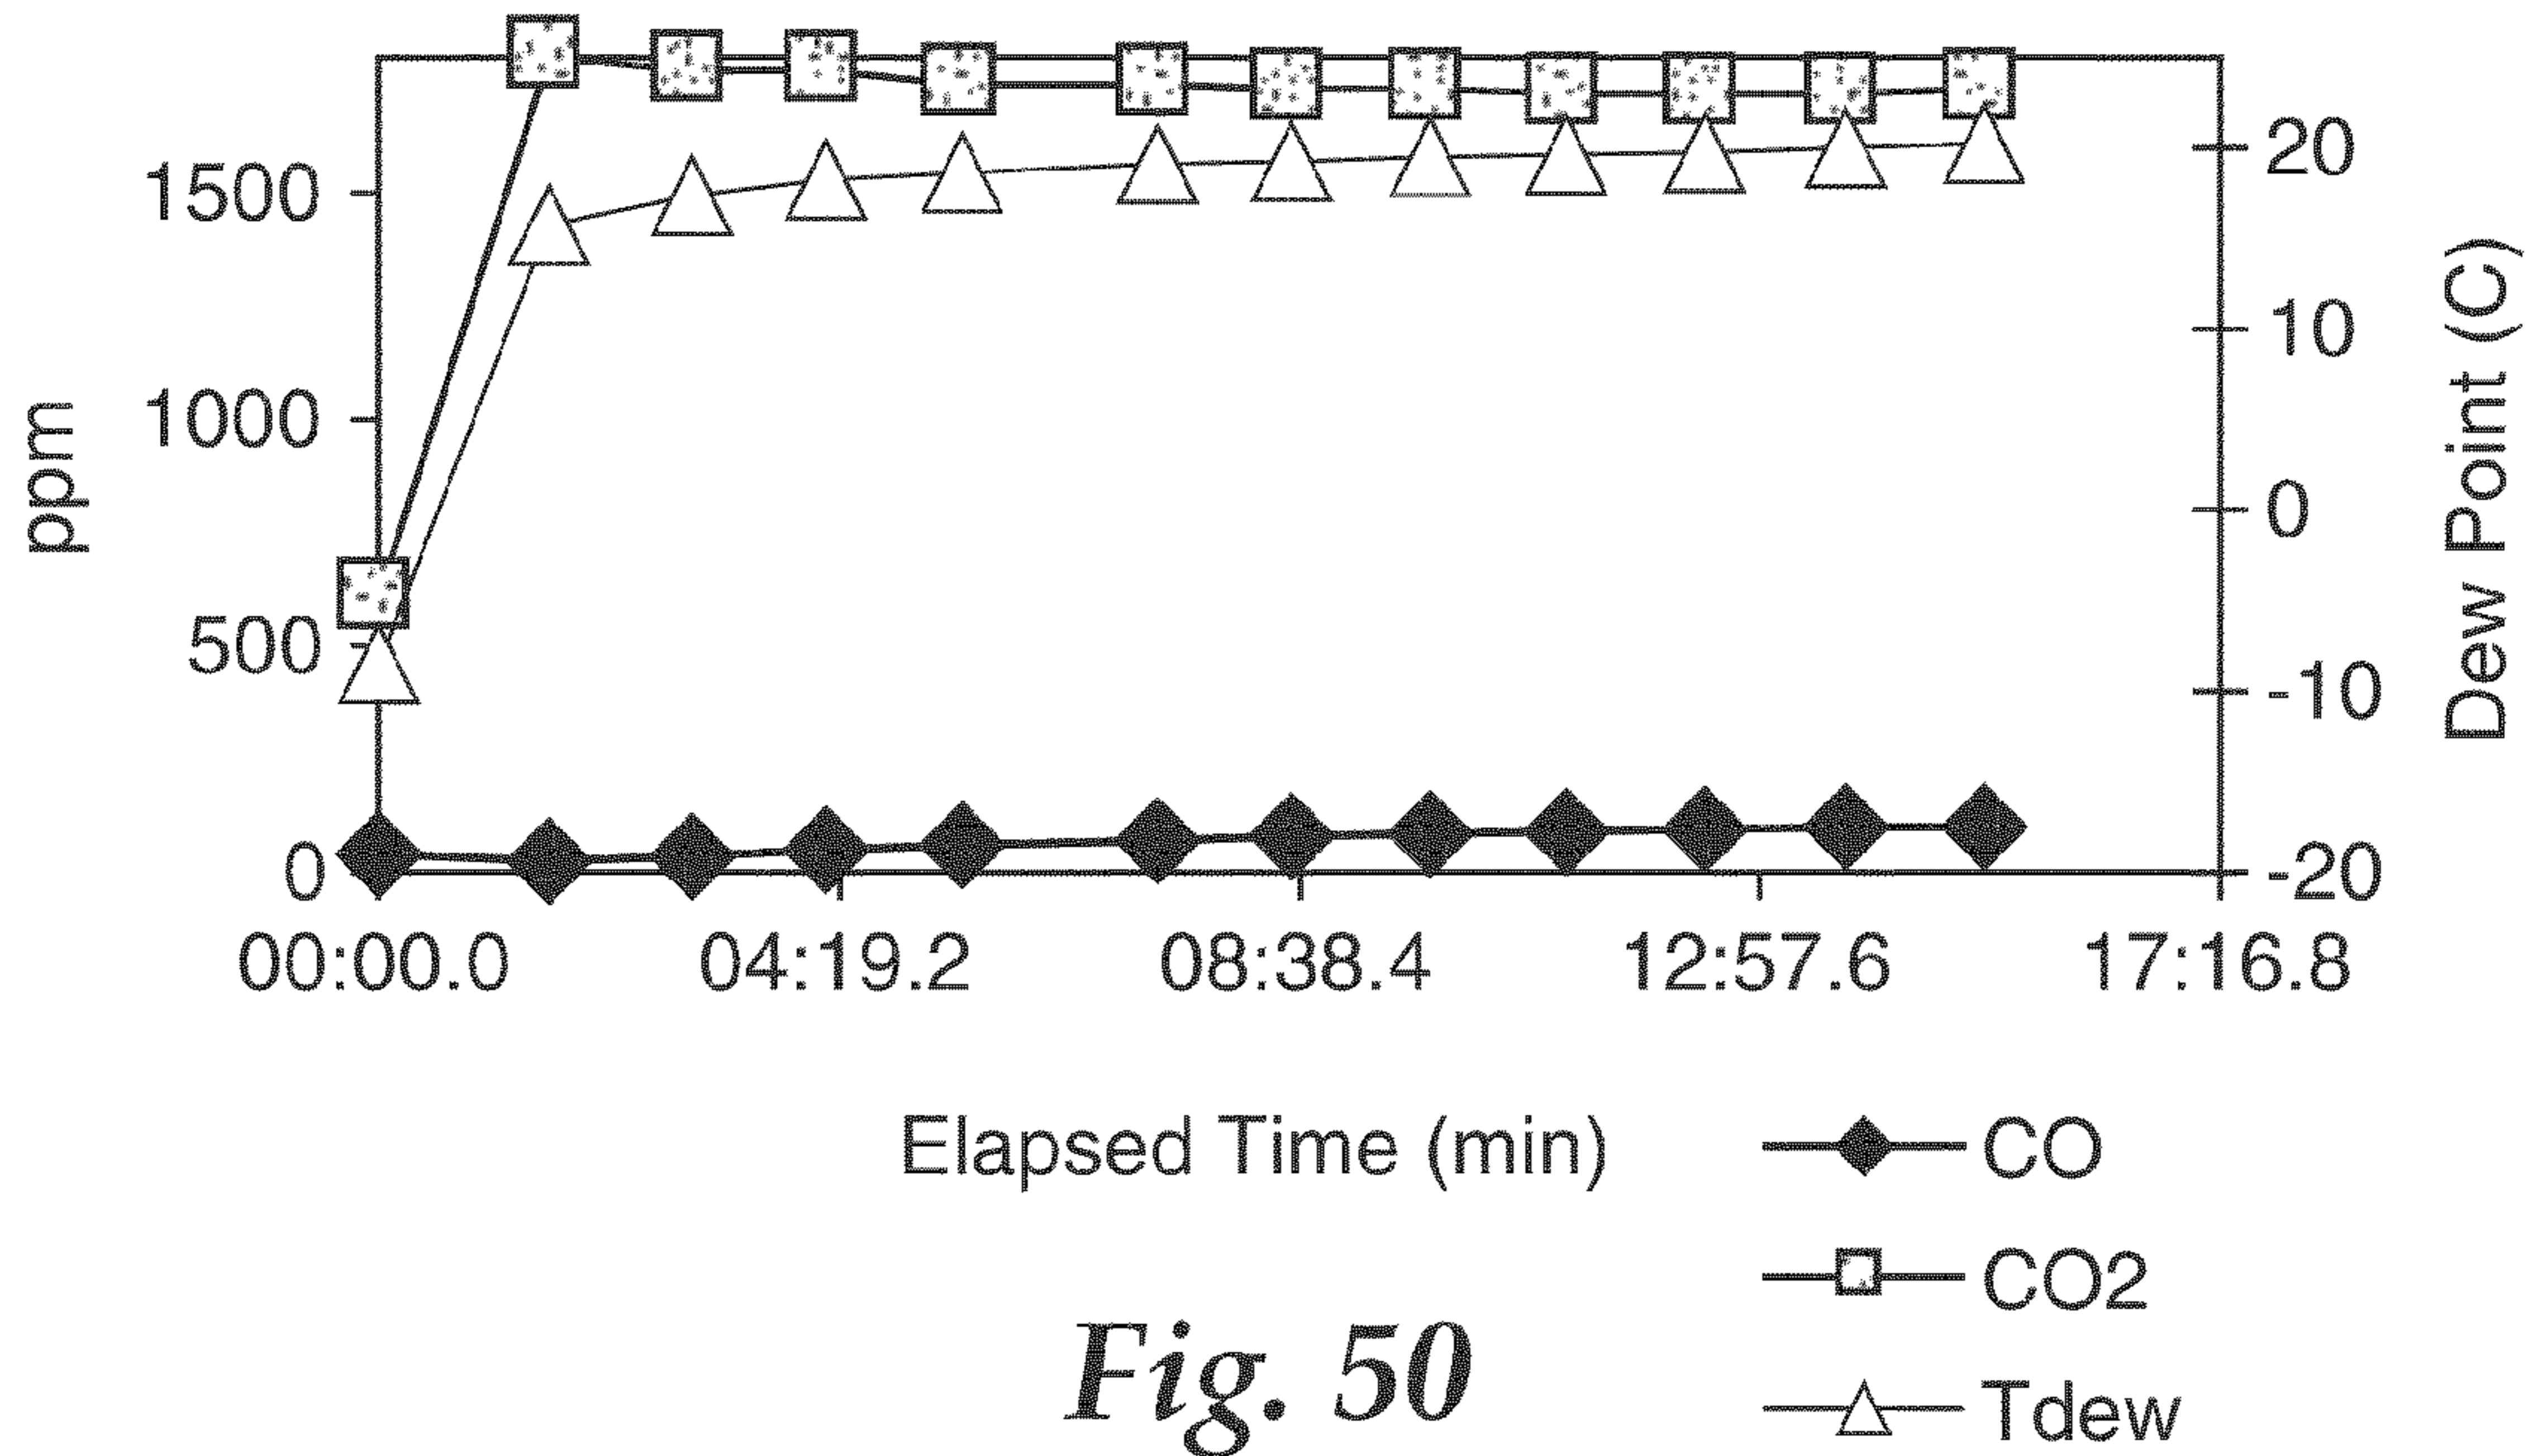 ppm
1500
1000
500
0
20
10
0
-10
-20
Dew Point (C)
00:00.0 04:19.2 08:38.4 12:57.6 17:16.8
Elapsed Time (min)
CO
CO2
Tdew
Fig. 50